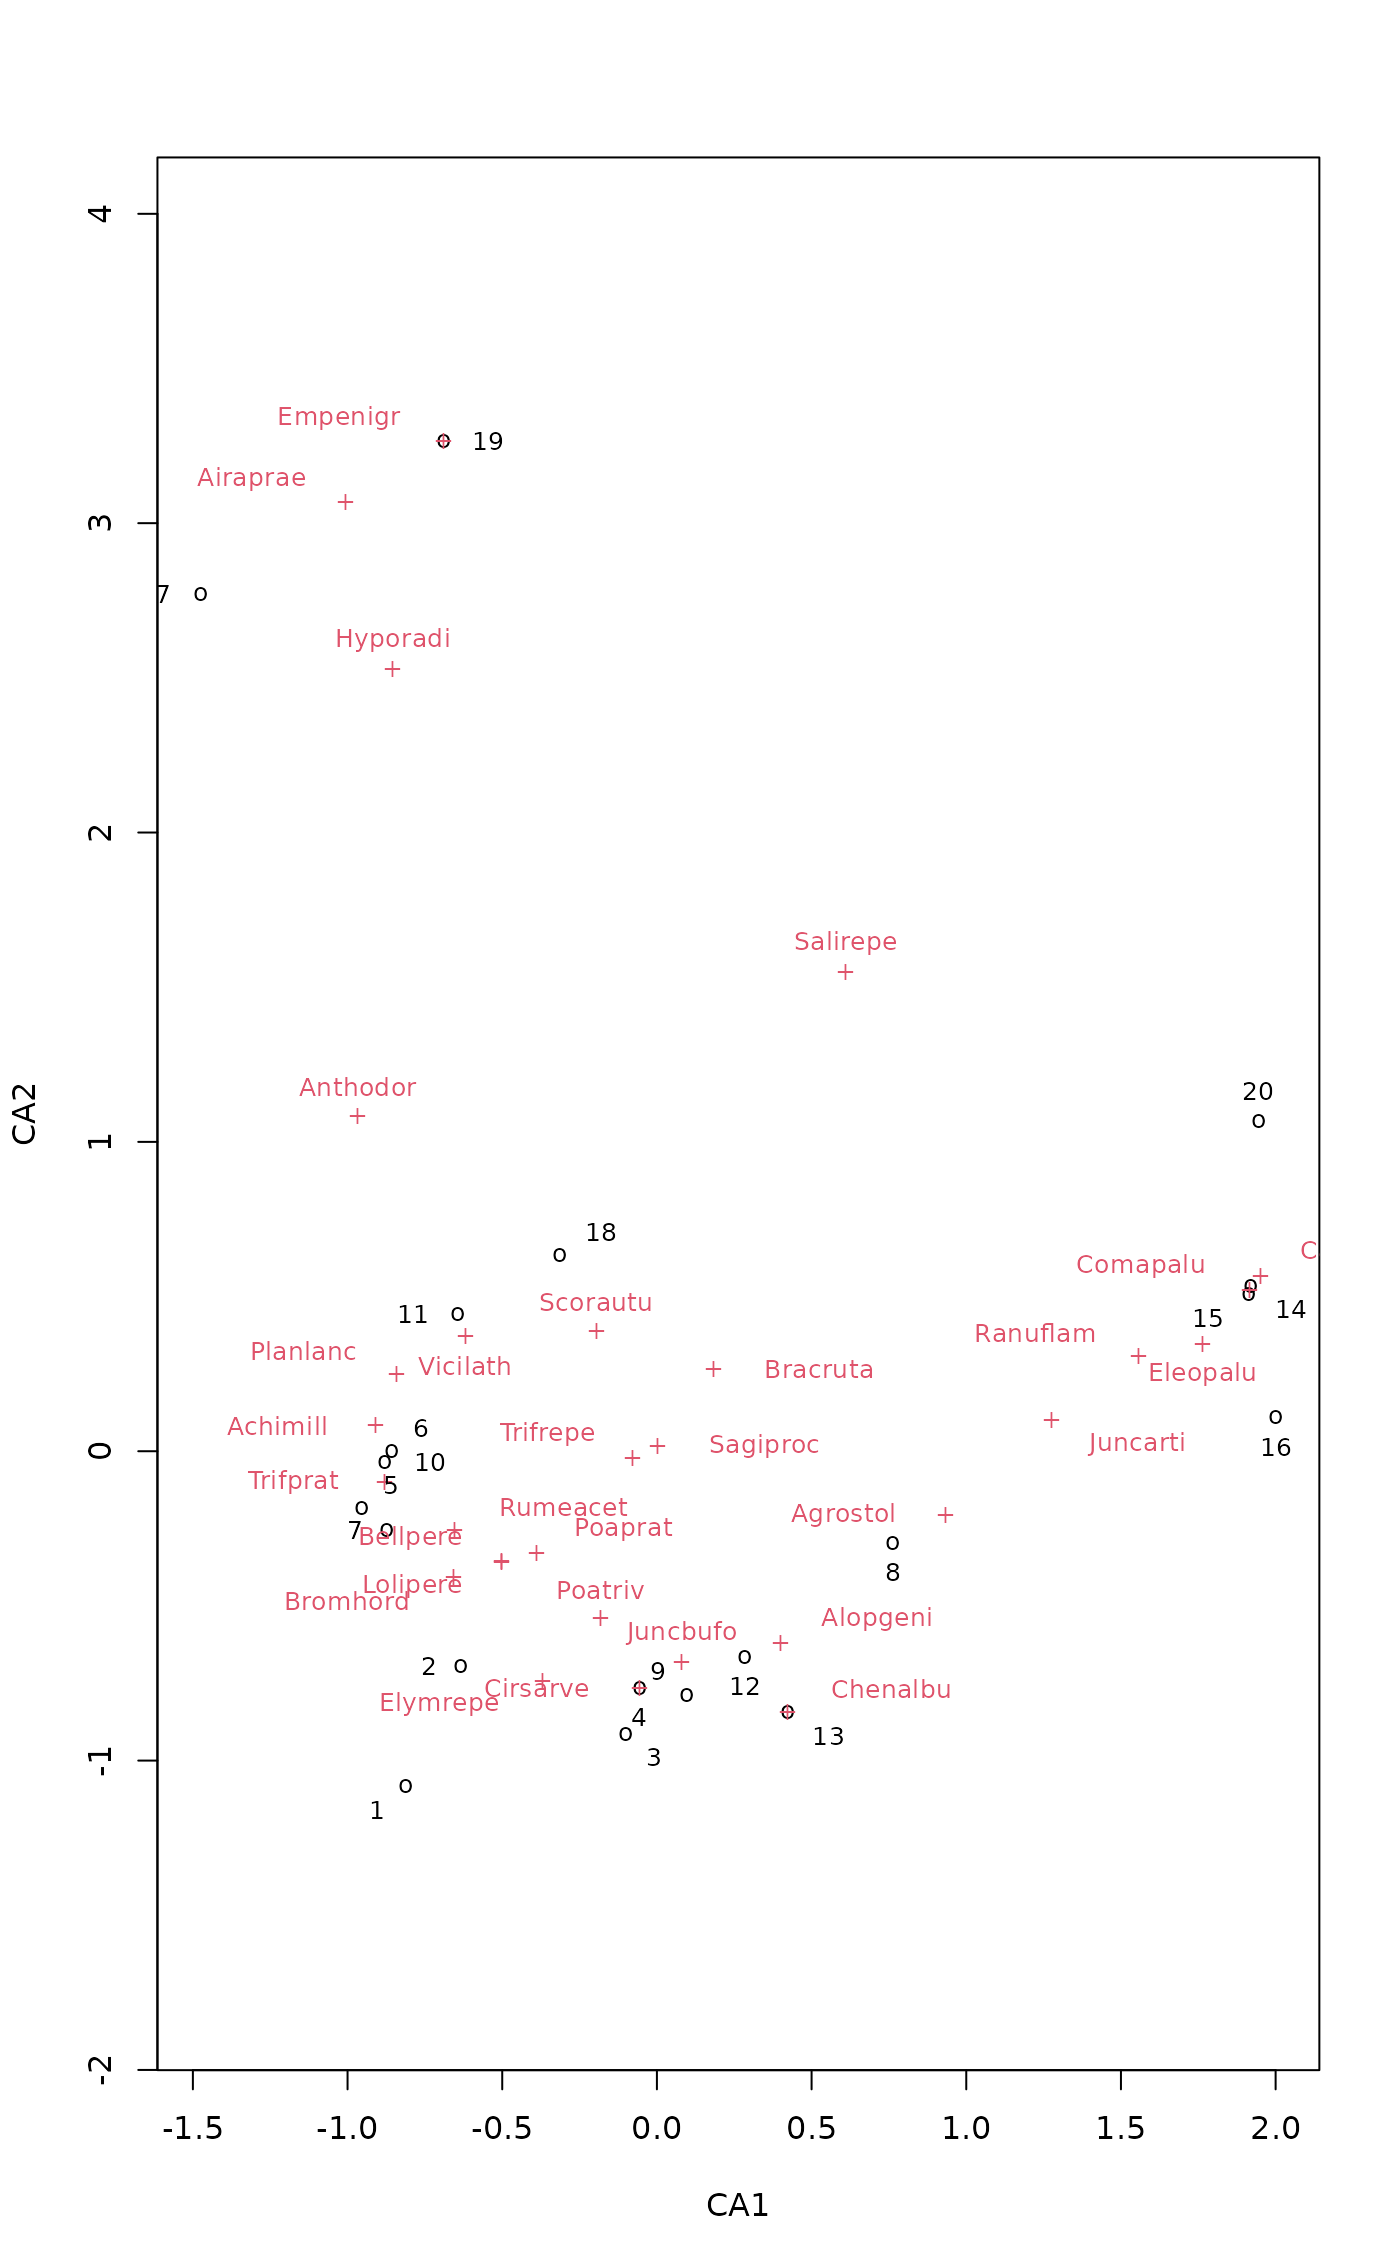 4
Empenigr
19
Airaprae
3
7
Hyporadi
2
Salirepe
CA2
Anthodor
20
1
18
C
Comapalu
Scorautu
11
14
15
Ranuflam
Planlanc
Vicilath
Bracruta
Eleopalu
Achimill
6
Trifrepe
Sagiproc
Juncarti
16
0
10
Trifprat
5
Rumeacet
Agrostol
7
Bellpere
Poaprat
8
Lolipere
Poatriv
Bromhord
Alopgeni
Juncbufo
2
9
12
Cirsarve
Chenalbu
Elymrepe
4
13
3
-1
1
-2
-1.5 -1.0 -0.5 0.0 0.5 1.0 1.5 2.0
CA1